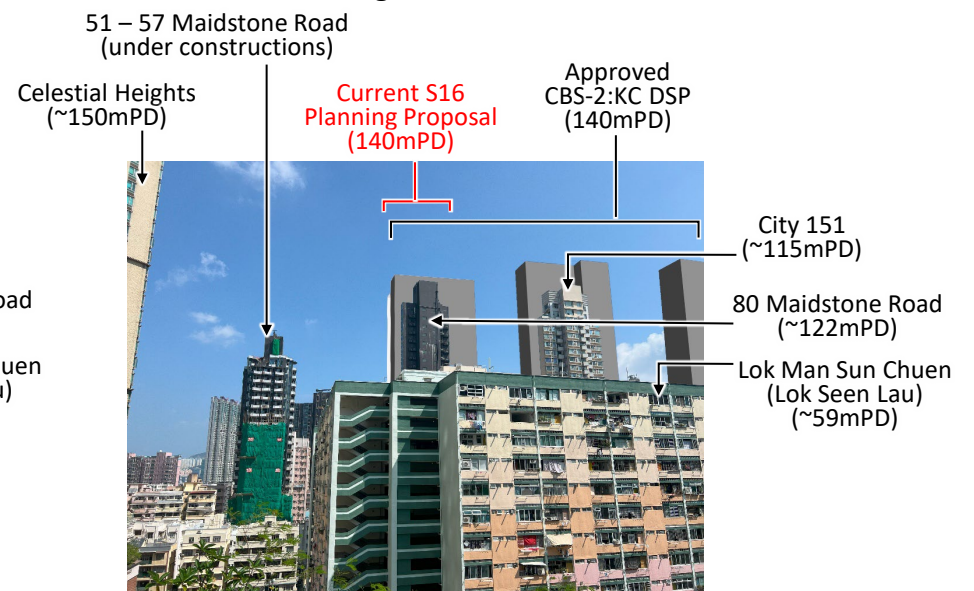 51 – 57 Maidstone Road
(under constructions)
Celestial Heights
(~150mPD)
Current S16
Planning Proposal
(140mPD)
Approved
CBS-2:KC DSP
(140mPD)
City 151
(~115mPD)
80 Maidstone Road
(~122mPD)
Lok Man Sun Chuen
(Lok Seen Lau)
(~59mPD)